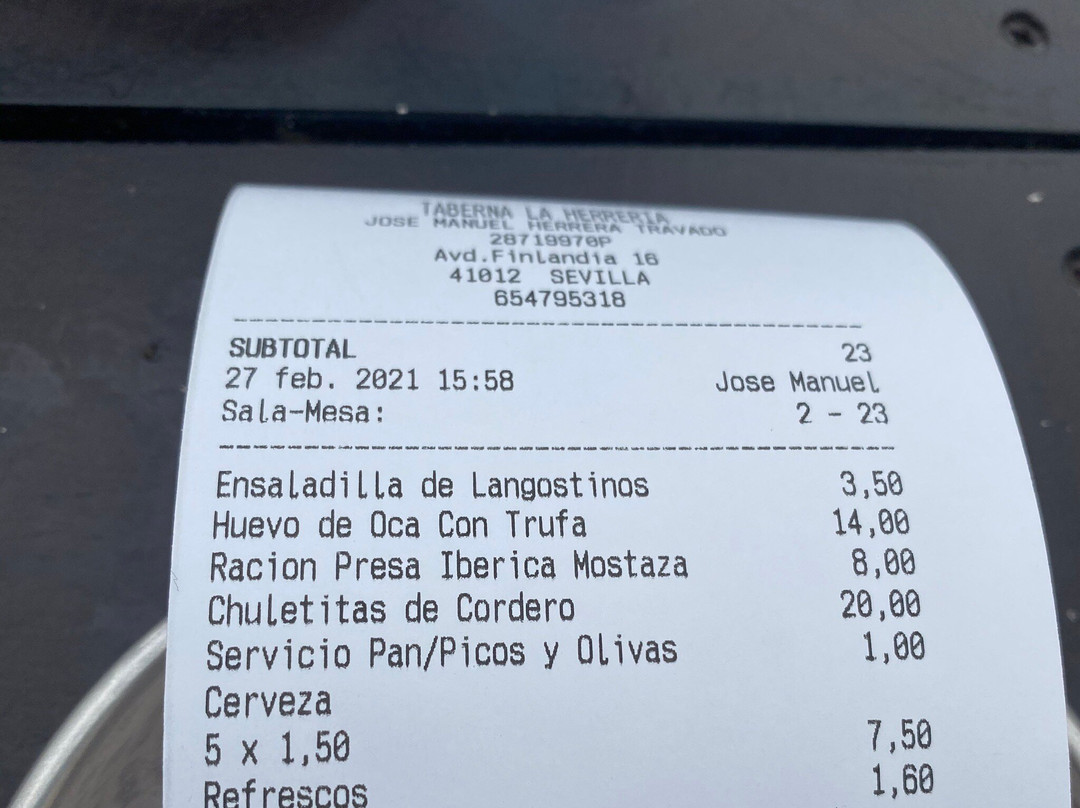 TABERNA LA HERRERIA
JOSE MANUEL HERRERA TRAVADO
28719970P
Avd.Finlandia 16
41012 SEVILLA
654795318
SUBTOTAL 23
27 feb. 2021 15:58 Jose Manuel
Sala-Mesa: 2 - 23
Ensaladilla de Langostinos 3,50
Huevo de Oca Con Trufa 14,00
Racion Presa Iberica Mostaza 8,00
Chuletitas de Cordero 20,00
Servicio Pan/Picos y Olivas 1,00
Cerveza
5 x 1,50 7,50
Refrescos 1,60